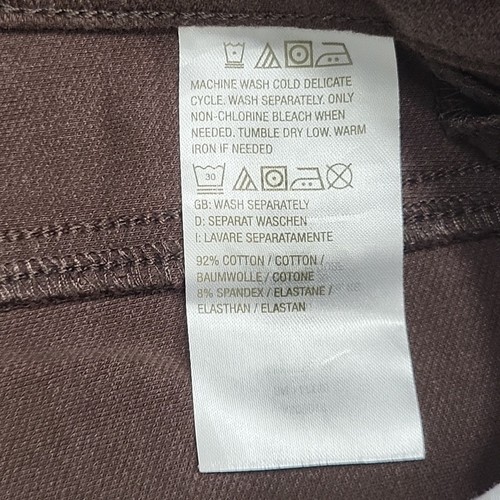 MACHINE WASH COLD DELICATE
CYCLE. WASH SEPARATELY. ONLY
NON-CHLORINE BLEACH WHEN
NEEDED. TUMBLE DRY LOW. WARM
IRON IF NEEDED
30
GB: WASH SEPARATELY
D: SEPARAT WASCHEN
I: LAVARE SEPARATAMENTE
92% COTTON / COTTON /
BAUMWOLLE / COTONE
8% SPANDEX / ELASTANE /
ELASTHAN / ELASTAN